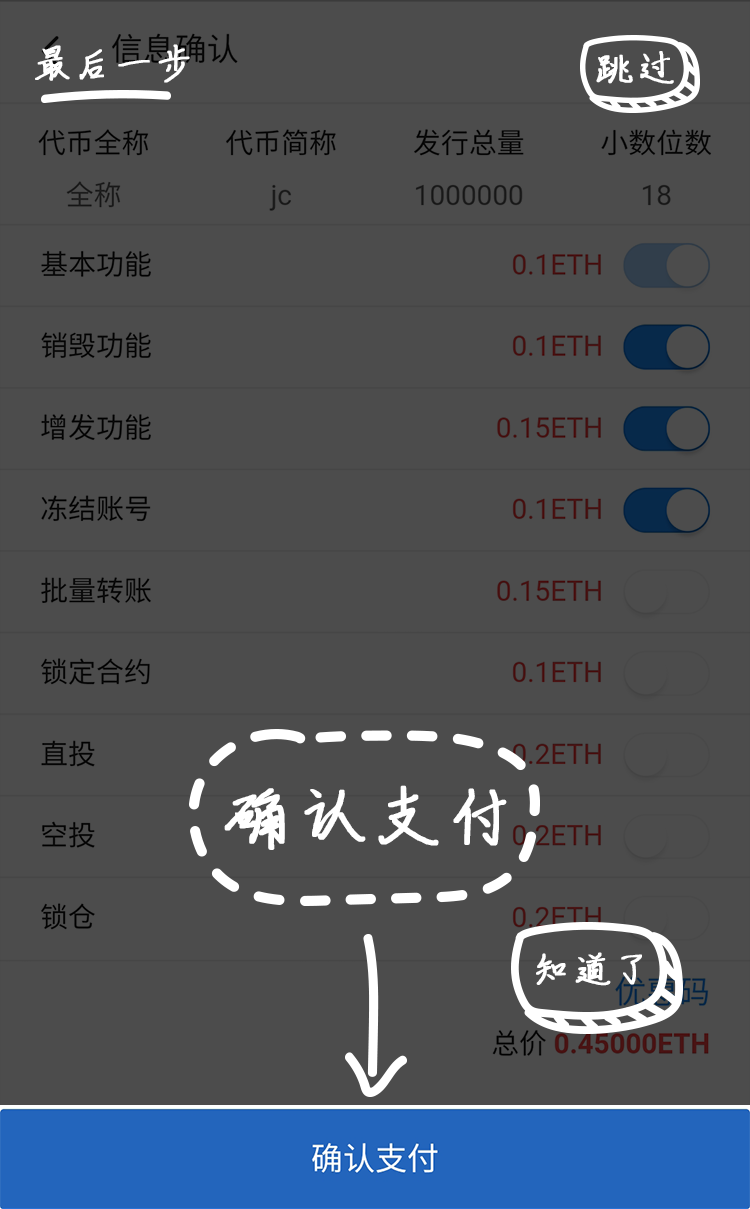 信息确认
最后一步
跳过
代币全称 代币简称 发行总量 小数位数
全称 jc 1000000 18
基本功能 0.1ETH
销毁功能 0.1ETH
增发功能 0.15ETH
冻结账号 0.1ETH
批量转账 0.15ETH
锁定合约 0.1ETH
直投 0.2ETH
确认支付
空投 0.2ETH
锁仓 0.2ETH
知道了
优惠码
总价 0.45000ETH
确认支付